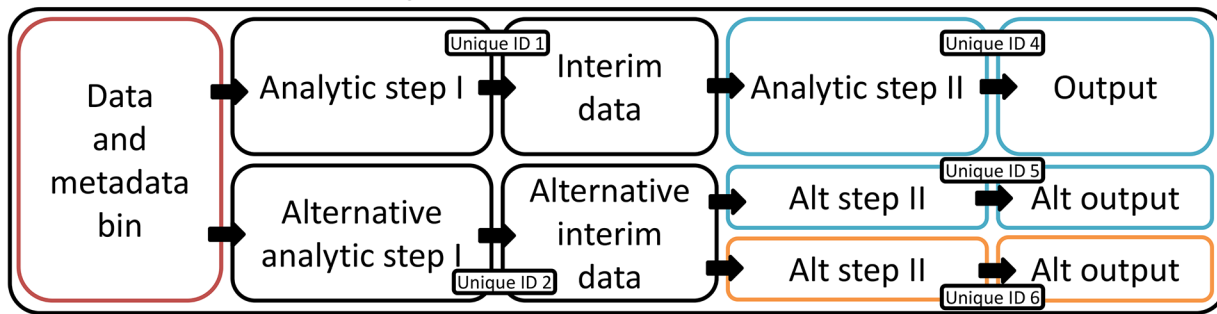 Data
and
metadata
bin
Analytic step I
Unique ID 1
Interim
data
Analytic step II
Unique ID 4
Output
Alternative
analytic step I
Unique ID 2
Alternative
interim
data
Alt step II
Unique ID 5
Alt output
Alt step II
Unique ID 6
Alt output